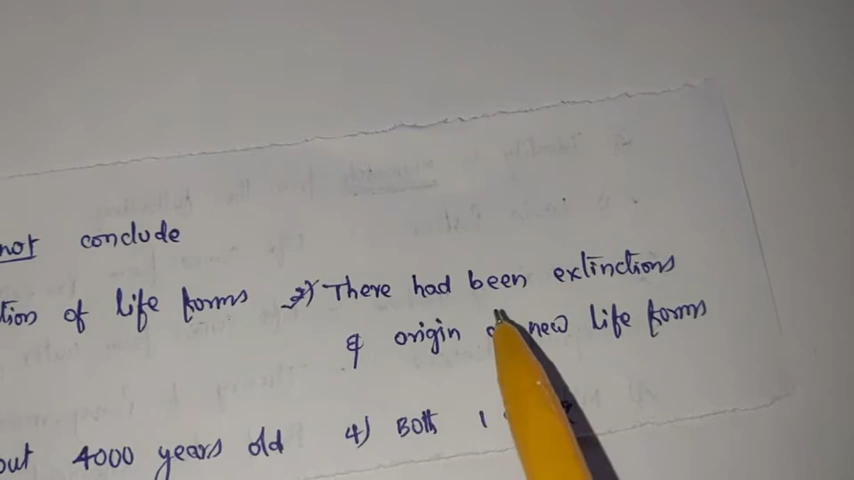 not conclude
tion of life forms 2) There had been extinctions
& origin new life forms
out 4000 years old 4) Both 1